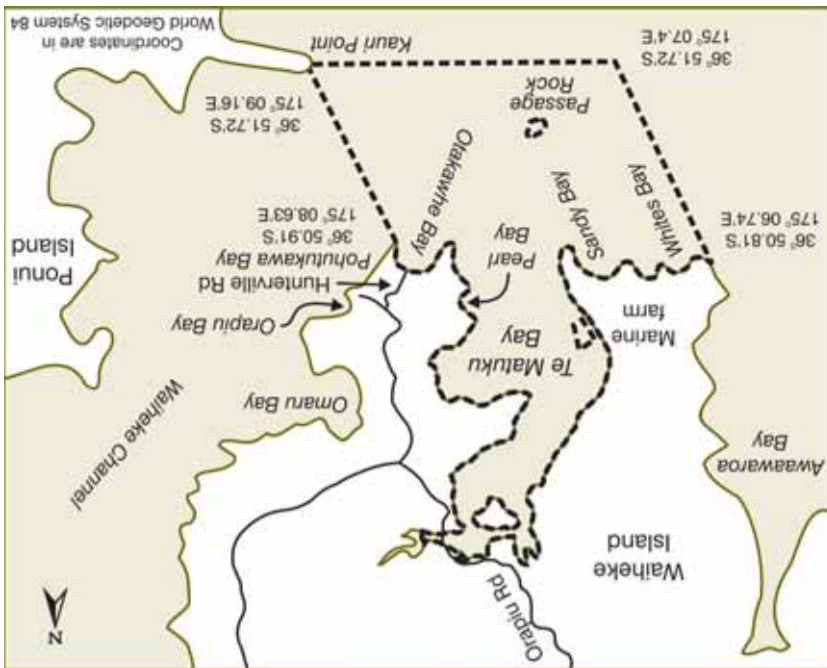 Orapiu Rd
N
Waiheke
Island
Awaawaroa
Bay
Omaru Bay
Waiheke Channel
Te Matuku
Bay
Marine
farm
Orapiu Bay
Hunterville Rd
Pohutukawa Bay
Pearl
Bay
Ponui
Island
36° 50.81'S
175° 06.74'E
Whites Bay
Sandy Bay
Otakawhe Bay
36° 50.91'S
175° 08.63'E
Passage
Rock
36° 51.72'S
175° 07.4'E
36° 51.72'S
175° 09.16'E
Kauri Point
Coordinates are in
World Geodetic System 84